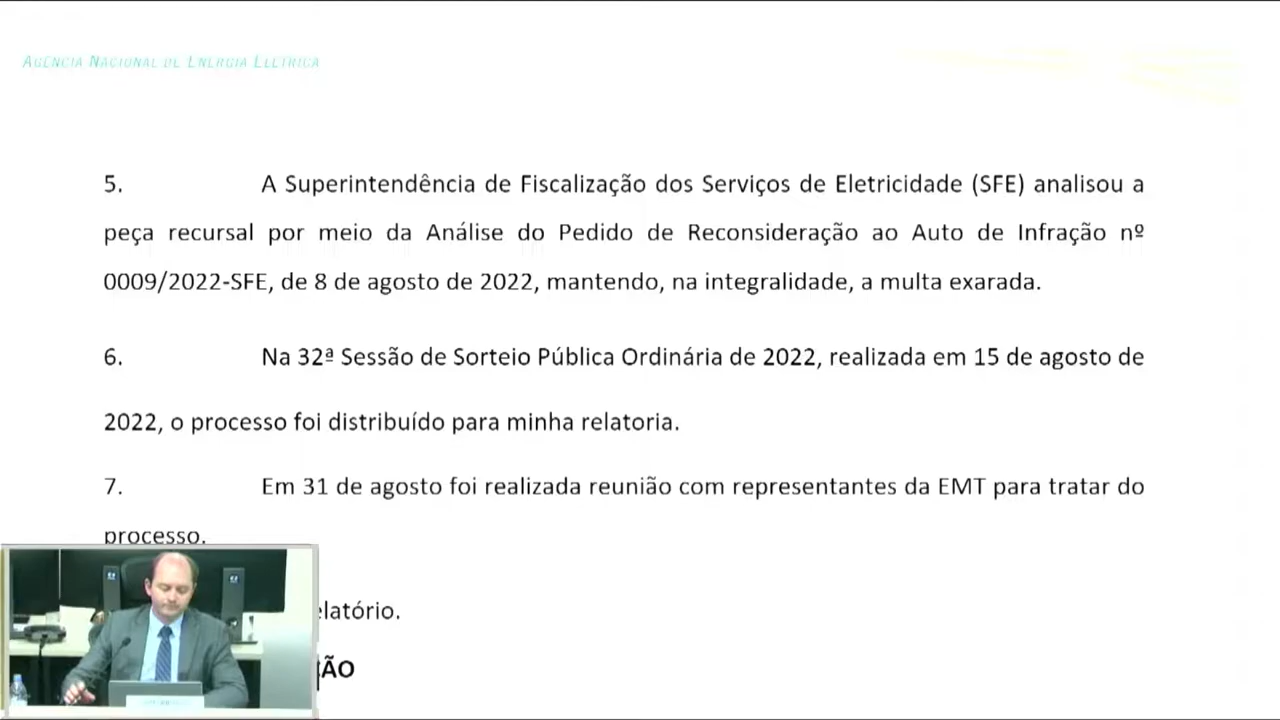 AGÊNCIA NACIONAL DE ENERGIA ELÉTRICA
5. A Superintendência de Fiscalização dos Serviços de Eletricidade (SFE) analisou a
peça recursal por meio da Análise do Pedido de Reconsideração ao Auto de Infração nº
0009/2022-SFE, de 8 de agosto de 2022, mantendo, na integralidade, a multa exarada.
6. Na 32ª Sessão de Sorteio Pública Ordinária de 2022, realizada em 15 de agosto de
2022, o processo foi distribuído para minha relatoria.
7. Em 31 de agosto foi realizada reunião com representantes da EMT para tratar do
processo.
elatório.
ÃO